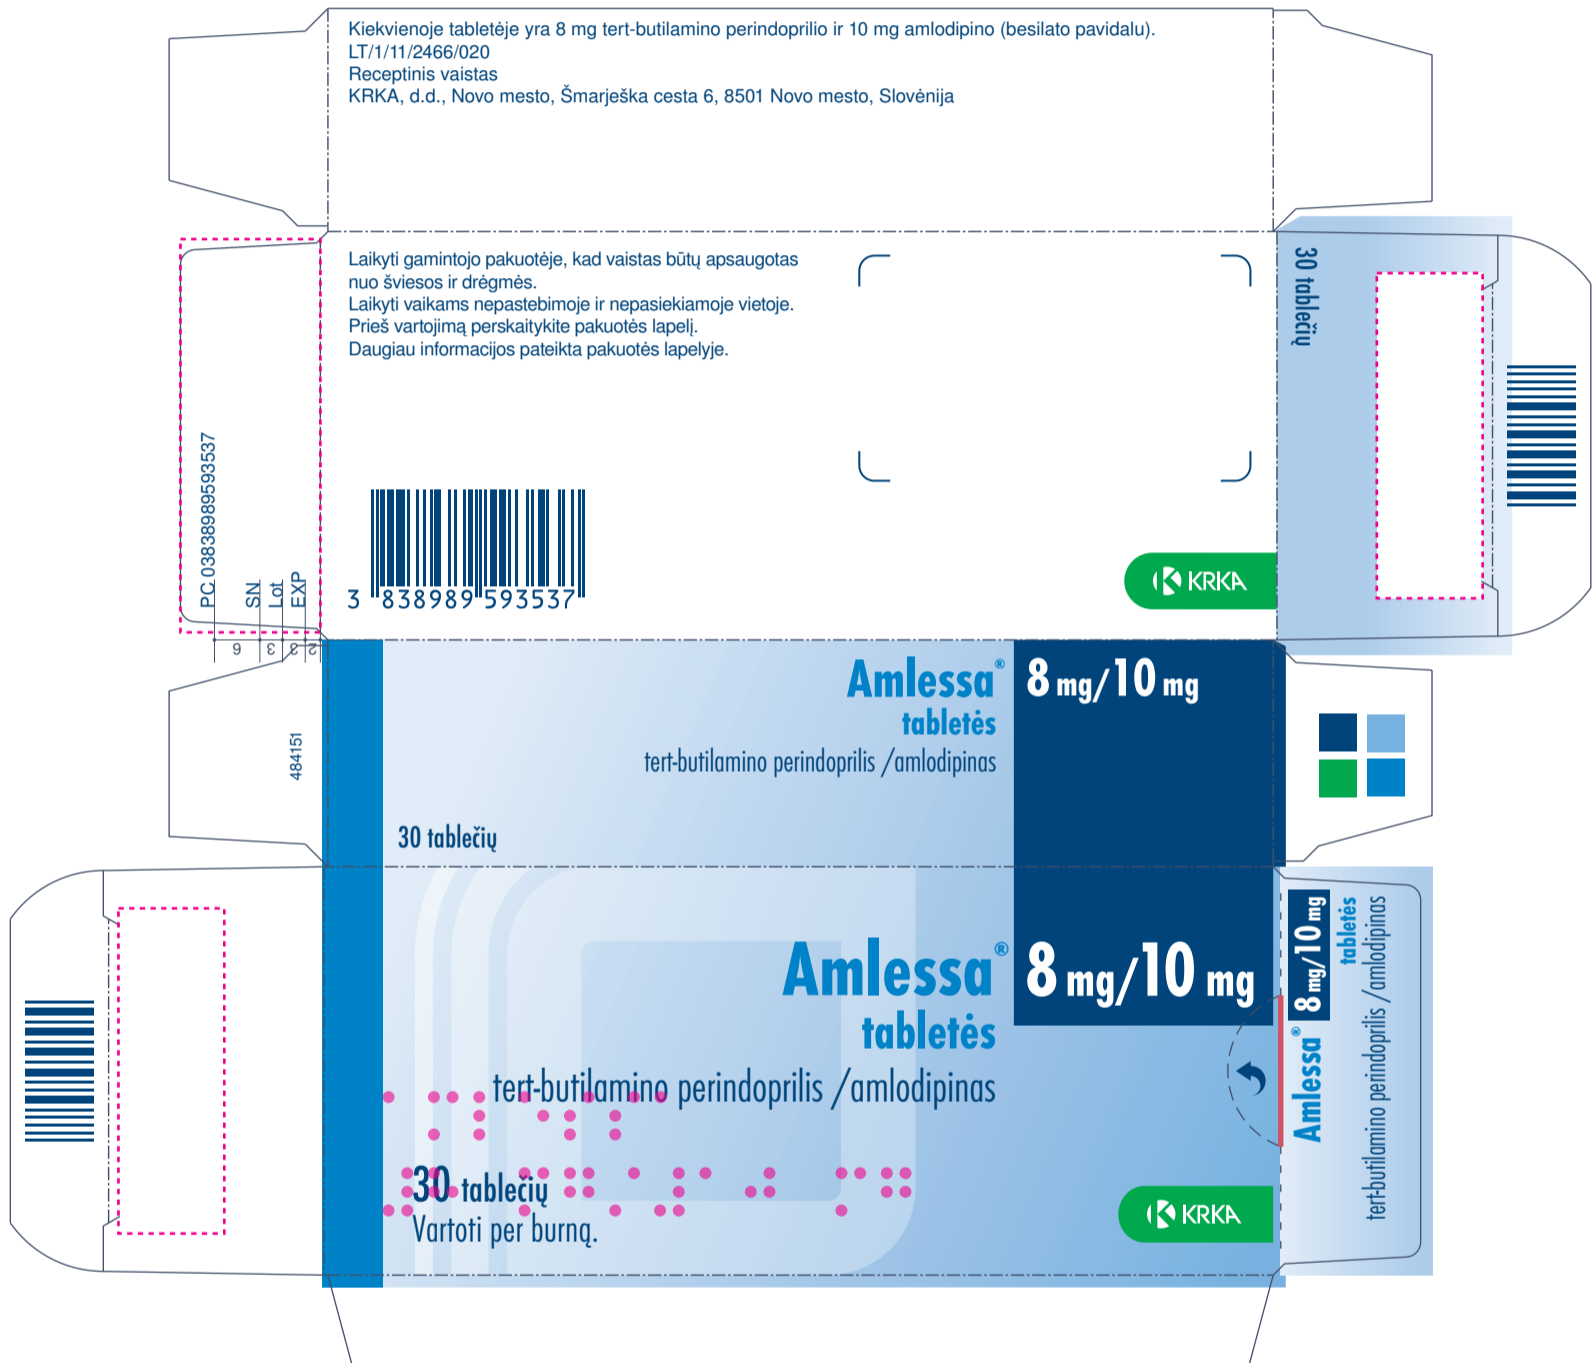 Kiekvienoje tabletėje yra 8 mg tert-butilamino perindoprilio ir 10 mg amlodipino (besilato pavidalu).
LT/1/11/2466/020
Receptinis vaistas
KRKA, d.d., Novo mesto, Šmarješka cesta 6, 8501 Novo mesto, Slovėnija
Laikyti gamintojo pakuotėje, kad vaistas būtų apsaugotas
nuo šviesos ir drėgmės.
Laikyti vaikams nepastebimoje ir nepasiekiamoje vietoje.
Prieš vartojimą perskaitykite pakuotės lapelį.
Daugiau informacijos pateikta pakuotės lapelyje.
30 tablečių
PC 03838989593537
SN
Lot
EXP
6
3
3
2
3 838989 593537
KRKA
484151
Amlessa®
8 mg/10 mg
tabletės
tert-butilamino perindoprilis /amlodipinas
30 tablečių
Amlessa®
8 mg/10 mg
tabletės
tert-butilamino perindoprilis /amlodipinas
30 tablečių
Vartoti per burną.
KRKA
Amlessa® 8 mg/10 mg
tabletės
tert-butilamino perindoprilis /amlodipinas